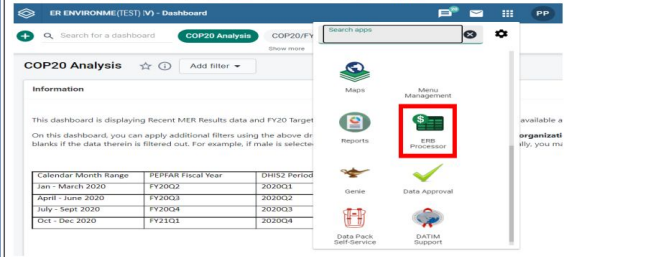 ER ENVIRONME(TEST) IV) - Dashboard
PP
Search for a dashboard
COP20 Analysis
COP20/FY
Show more
Search apps
COP20 Analysis
Add filter
Information
This dashboard is displaying Recent MER Results data and FY20 Target
available a
On this dashboard, you can apply additional filters using the above dr
organizati
blanks if the data therein is filtered out. For example, if male is selecte
ally, you ma
Calendar Month Range PEPFAR Fiscal Year DHIS2 Period
Jan - March 2020 FY20Q2 2020Q1
April - June 2020 FY20Q3 2020Q2
July - Sept 2020 FY20Q4 2020Q3
Oct - Dec 2020 FY21Q1 2020Q4
Maps
Menu
Management
Reports
ERB
Processor
Genie
Data Approval
Data Pack
Self-Service
DATIM
Support